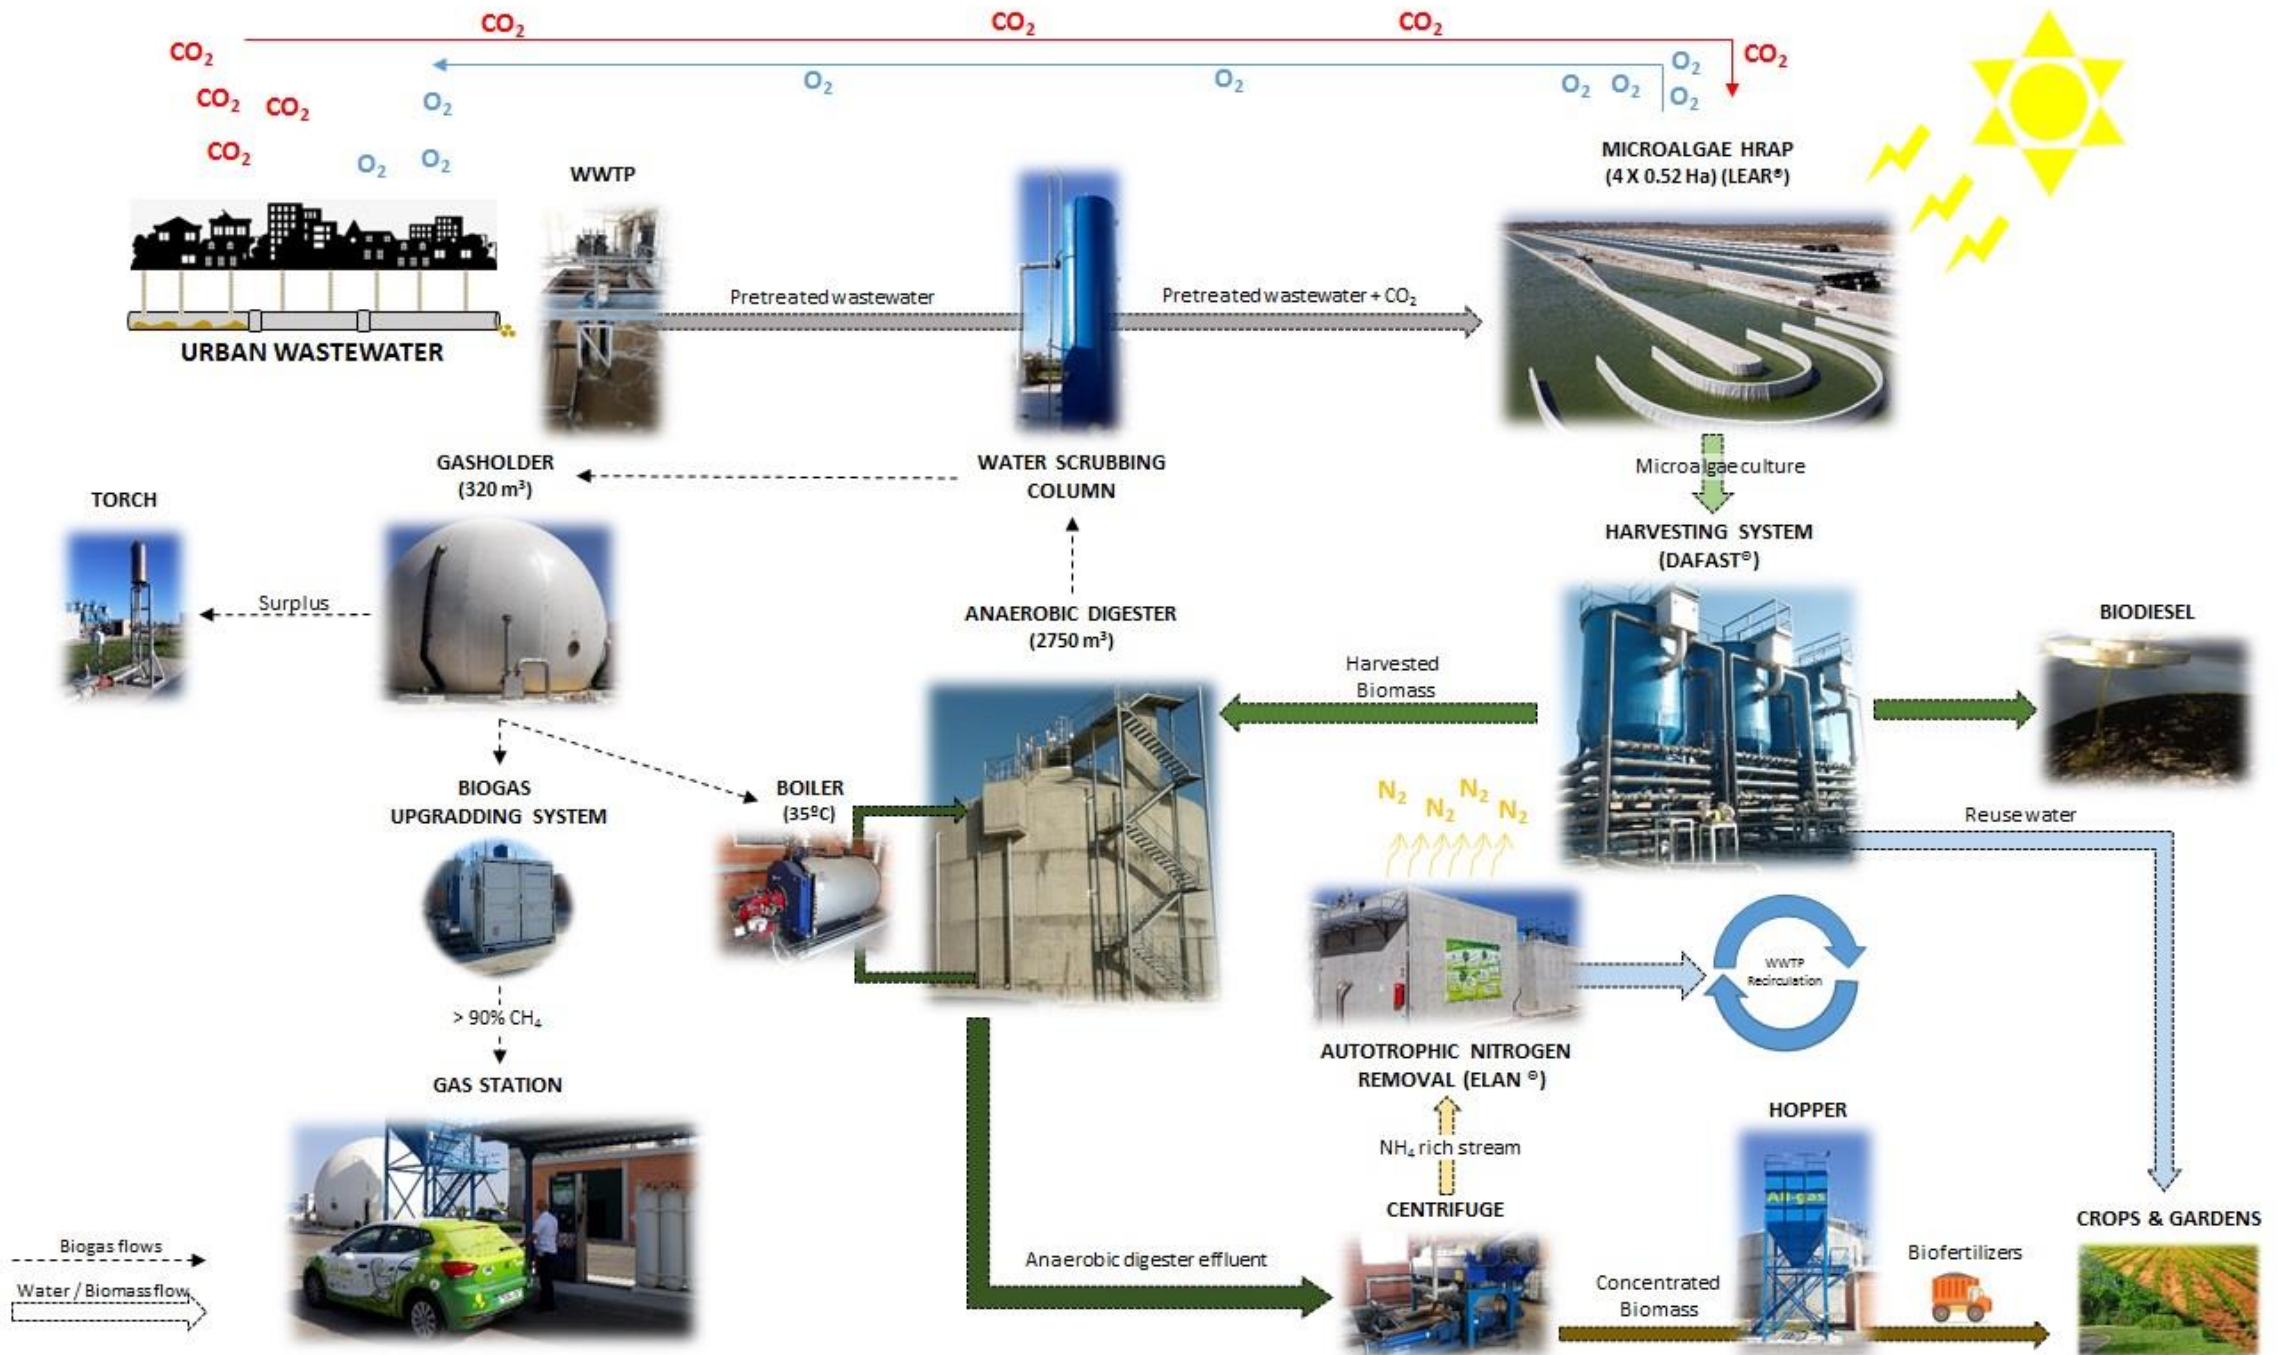 CO₂
CO₂
CO₂
CO₂
CO₂
O₂
O₂
O₂
O₂
O₂
O₂
CO₂
CO₂
O₂
O₂
CO₂
O₂
O₂
WWTP
MICROALGAE HRAP
(4 X 0.52 Ha) (LEAR®)
Pretreated wastewater
Pretreated wastewater + CO₂
URBAN WASTEWATER
GASHOLDER
(320 m³)
WATER SCRUBBING
COLUMN
Microalgae culture
TORCH
HARVESTING SYSTEM
(DAFAST®)
Surplus
ANAEROBIC DIGESTER
(2750 m³)
BIODIESEL
Harvested
Biomass
BIOGAS
UPGRADDING SYSTEM
BOILER
(35ºC)
N₂
N₂
N₂
N₂
Reuse water
WWTP
Recirculation
> 90% CH₄
AUTOTROPHIC NITROGEN
REMOVAL (ELAN ®)
GAS STATION
HOPPER
NH₄ rich stream
All-gas
CENTRIFUGE
CROPS & GARDENS
Biogas flows
Anaerobic digester effluent
Biofertilizers
Water / Biomass flow
Concentrated
Biomass